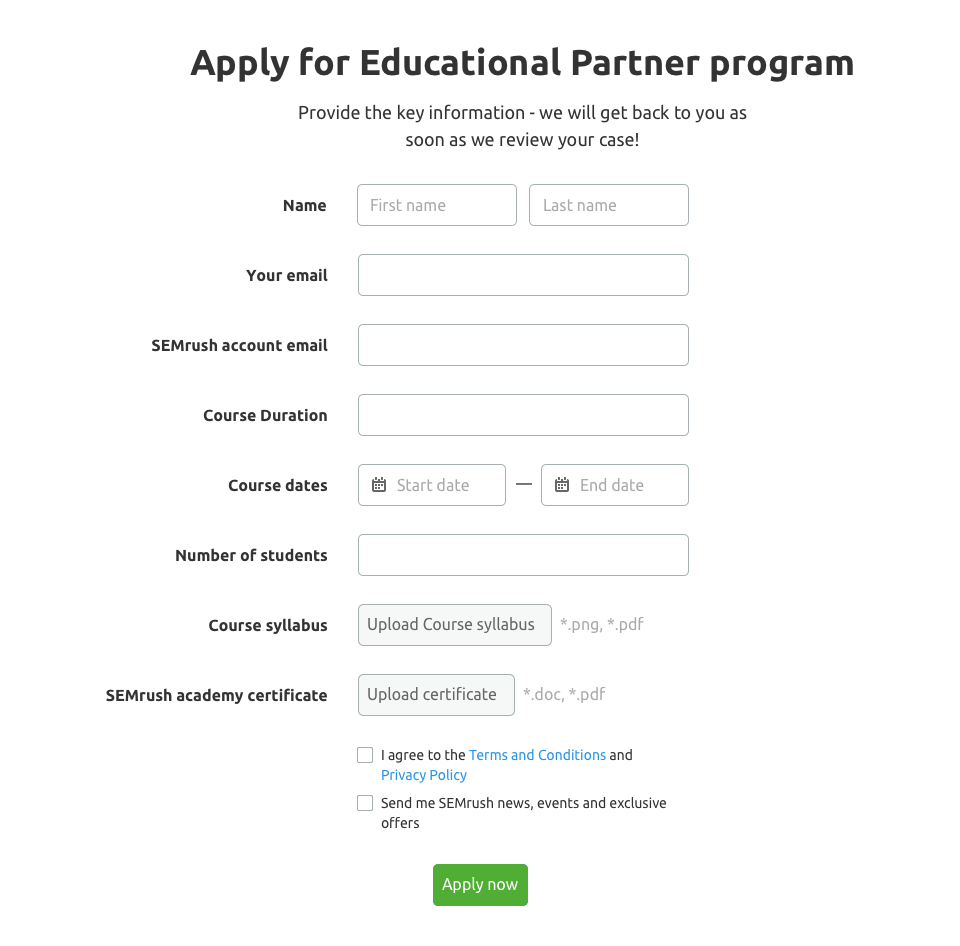 Apply for Educational Partner program
Provide the key information - we will get back to you as
soon as we review your case!
Name First name Last name
Your email
SEMrush account email
Course Duration
Course dates Start date — End date
Number of students
Course syllabus Upload Course syllabus *.png, *.pdf
SEMrush academy certificate Upload certificate *.doc, *.pdf
I agree to the Terms and Conditions and
Privacy Policy
Send me SEMrush news, events and exclusive
offers
Apply now